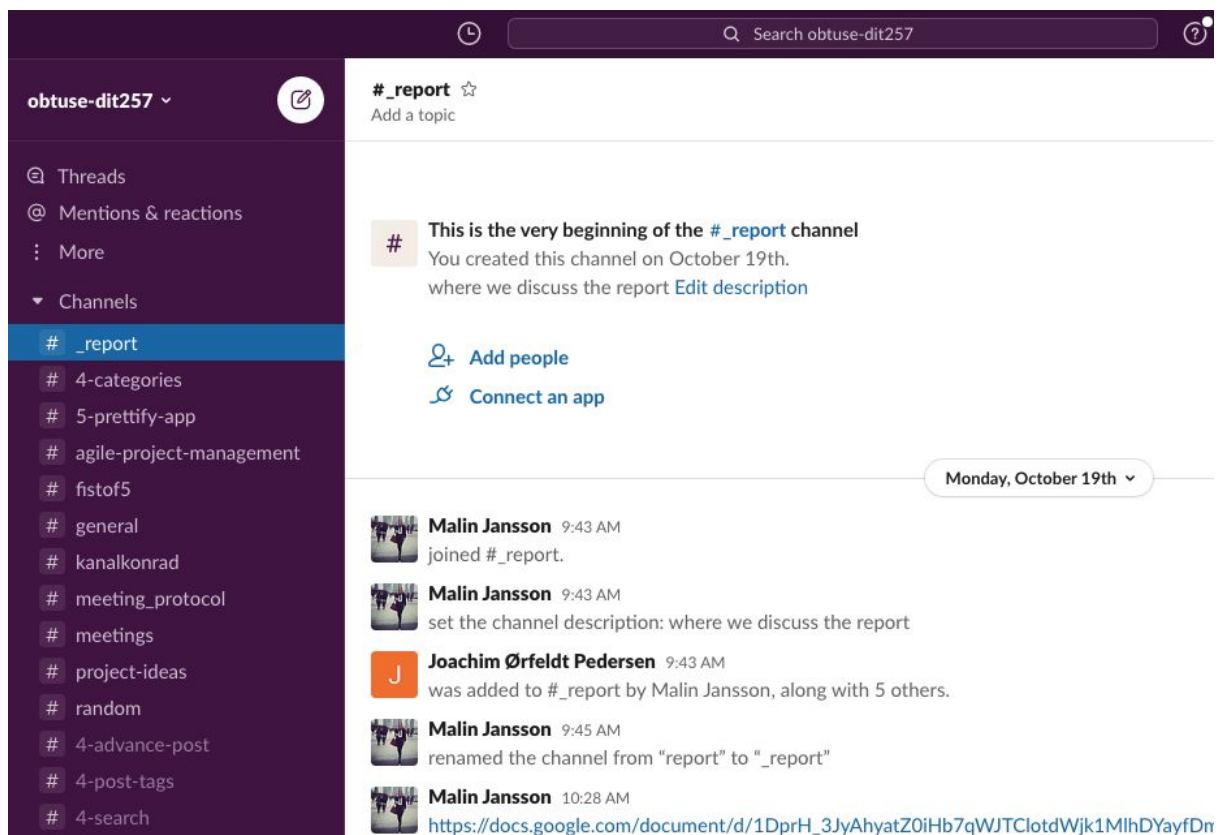 Search obtuse-dit257
obtuse-dit257
Threads
Mentions & reactions
More
Channels
# _report
# 4-categories
# 5-prettify-app
# agile-project-management
# fistof5
# general
# kanalkonrad
# meeting_protocol
# meetings
# project-ideas
# random
# 4-advance-post
# 4-post-tags
# 4-search
#_report
Add a topic
#
This is the very beginning of the #_report channel
You created this channel on October 19th.
where we discuss the report Edit description
Add people
Connect an app
Monday, October 19th
Malin Jansson 9:43 AM
joined #_report.
Malin Jansson 9:43 AM
set the channel description: where we discuss the report
J
Joachim Ørfeldt Pedersen 9:43 AM
was added to #_report by Malin Jansson, along with 5 others.
Malin Jansson 9:45 AM
renamed the channel from “report” to “_report”
Malin Jansson 10:28 AM
https://docs.google.com/document/d/1DprH_3JyAhyatZ0iHb7qWJTClotdWjk1MlhDYayfDm